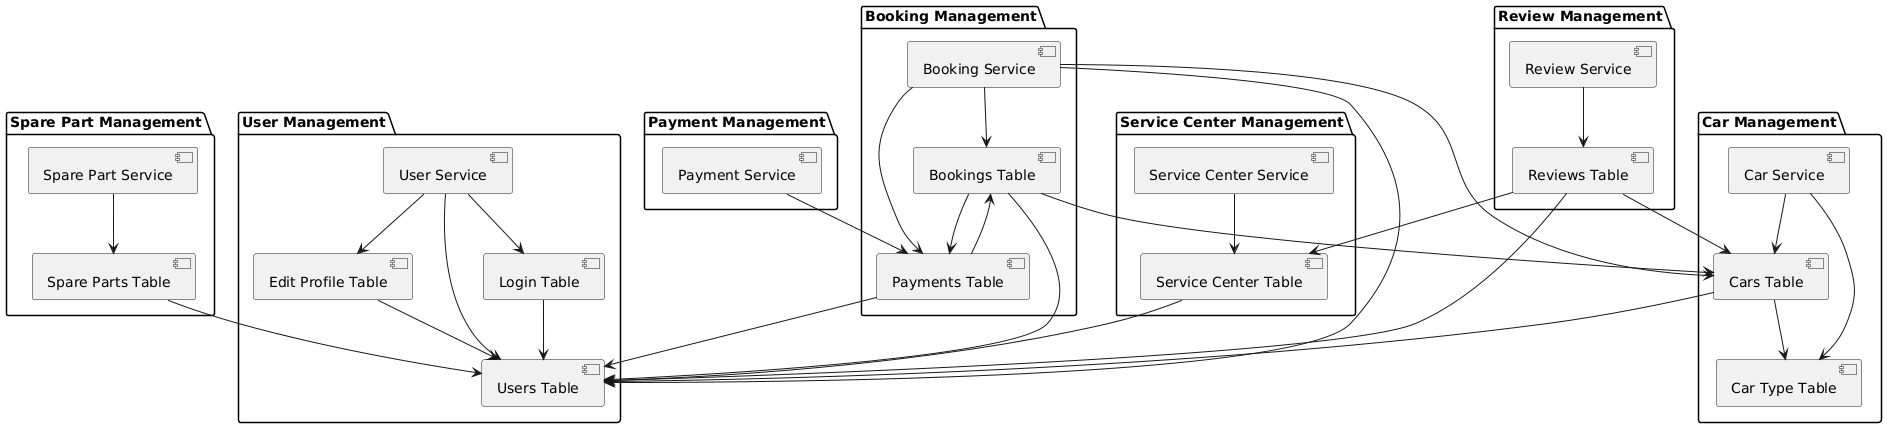 Booking Management
Review Management
Booking Service
Review Service
Spare Part Management
User Management
Payment Management
Service Center Management
Car Management
Spare Part Service
User Service
Payment Service
Bookings Table
Service Center Service
Reviews Table
Car Service
Spare Parts Table
Edit Profile Table
Login Table
Payments Table
Service Center Table
Cars Table
Users Table
Car Type Table